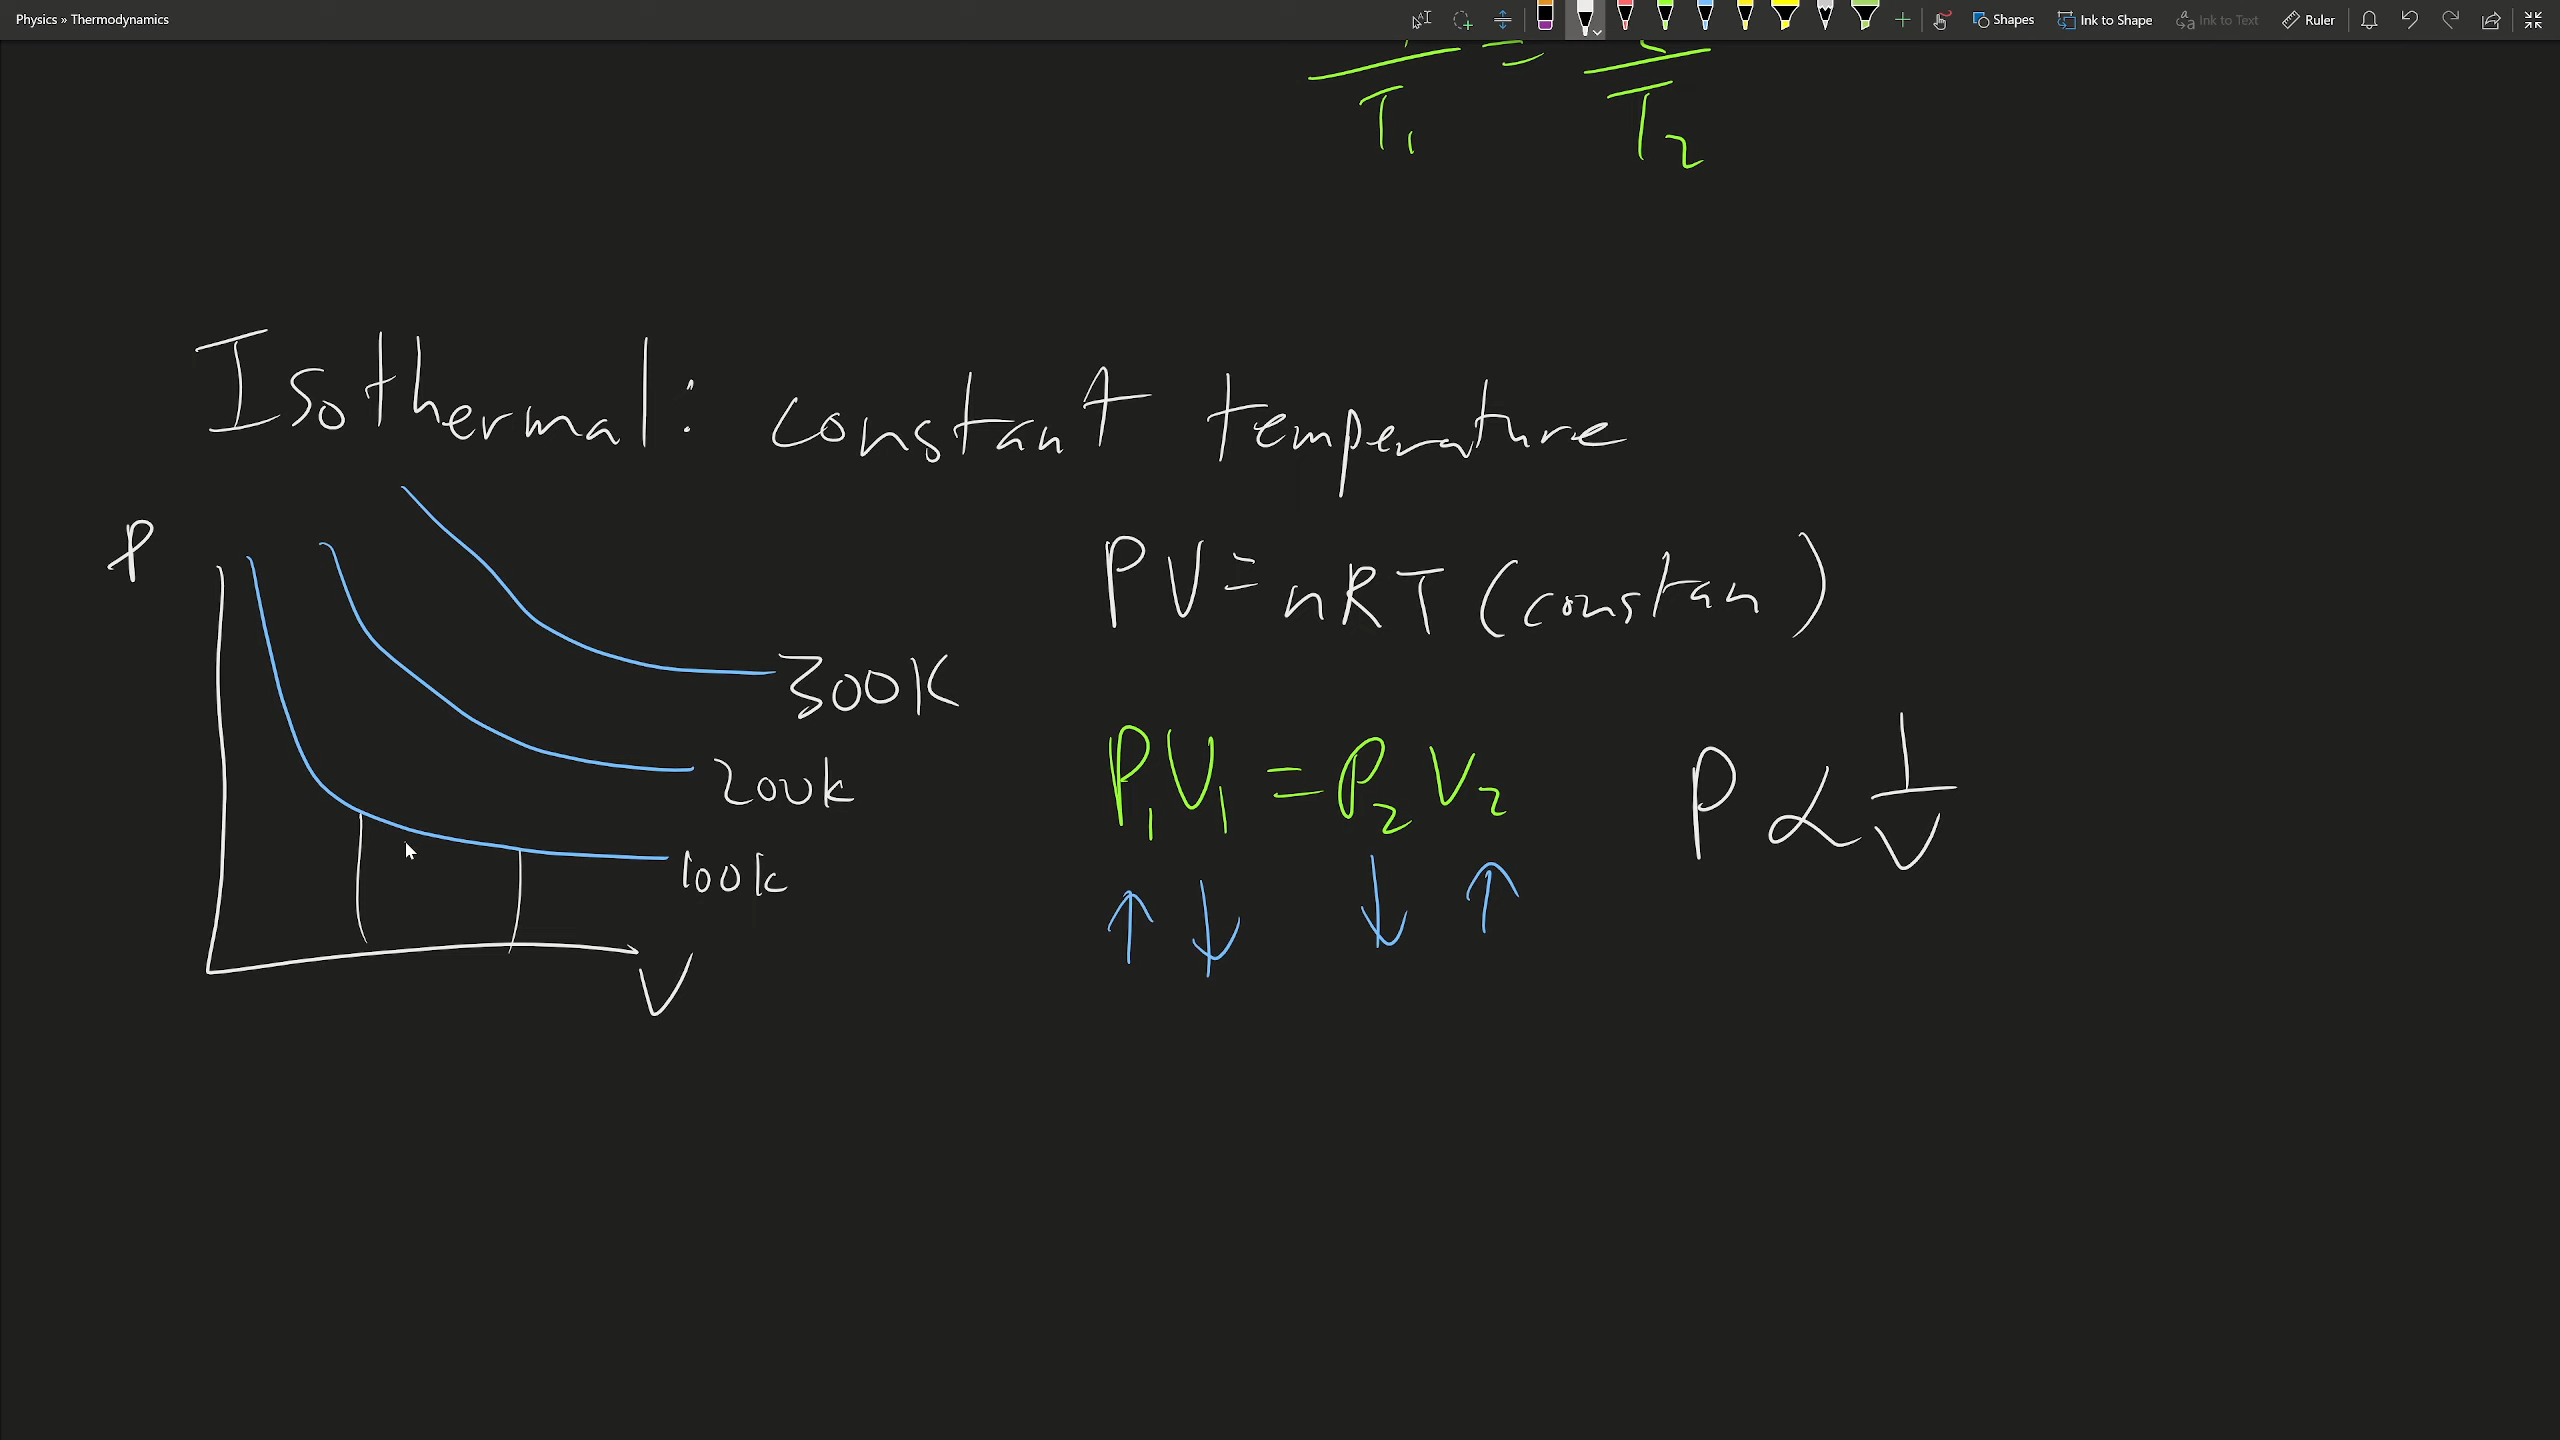 Physics » Thermodynamics
Shapes Ink to Shape Ink to Text Ruler
T₁ = T₂
Isothermal: constant temperature
P
PV = nRT (constan )
300K
200k
P₁V₁ = P₂V₂
P ∝ 1/V
100k
V